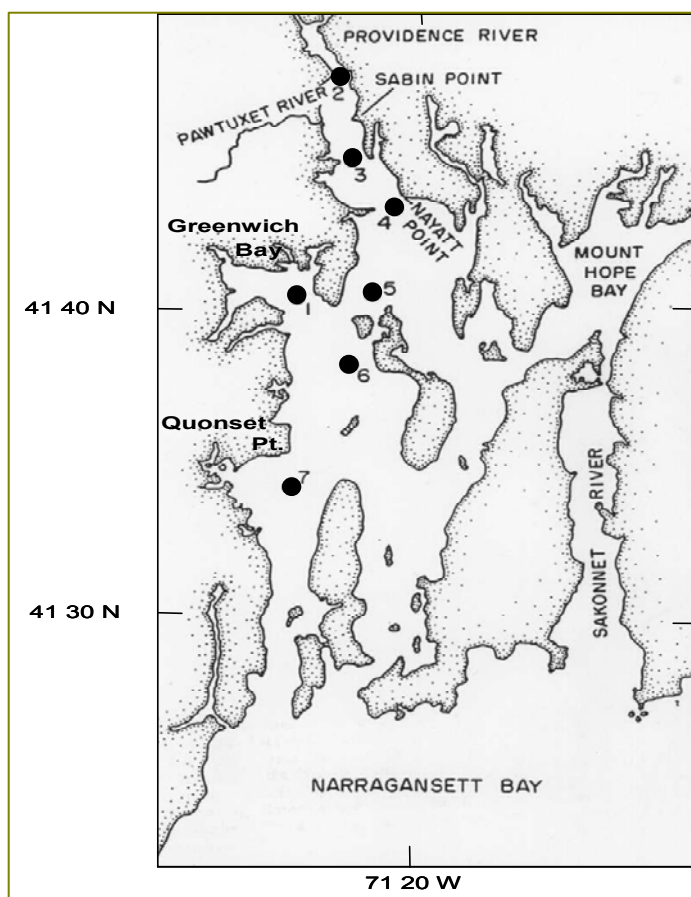 PROVIDENCE RIVER
SABIN POINT
2
PAWTUXET RIVER
3
4
NAYATT
POINT
Greenwich
Bay
MOUNT
HOPE
BAY
1
5
41 40 N
6
Quonset
Pt.
7
SAKONNET RIVER
41 30 N
NARRAGANSETT BAY
71 20 W